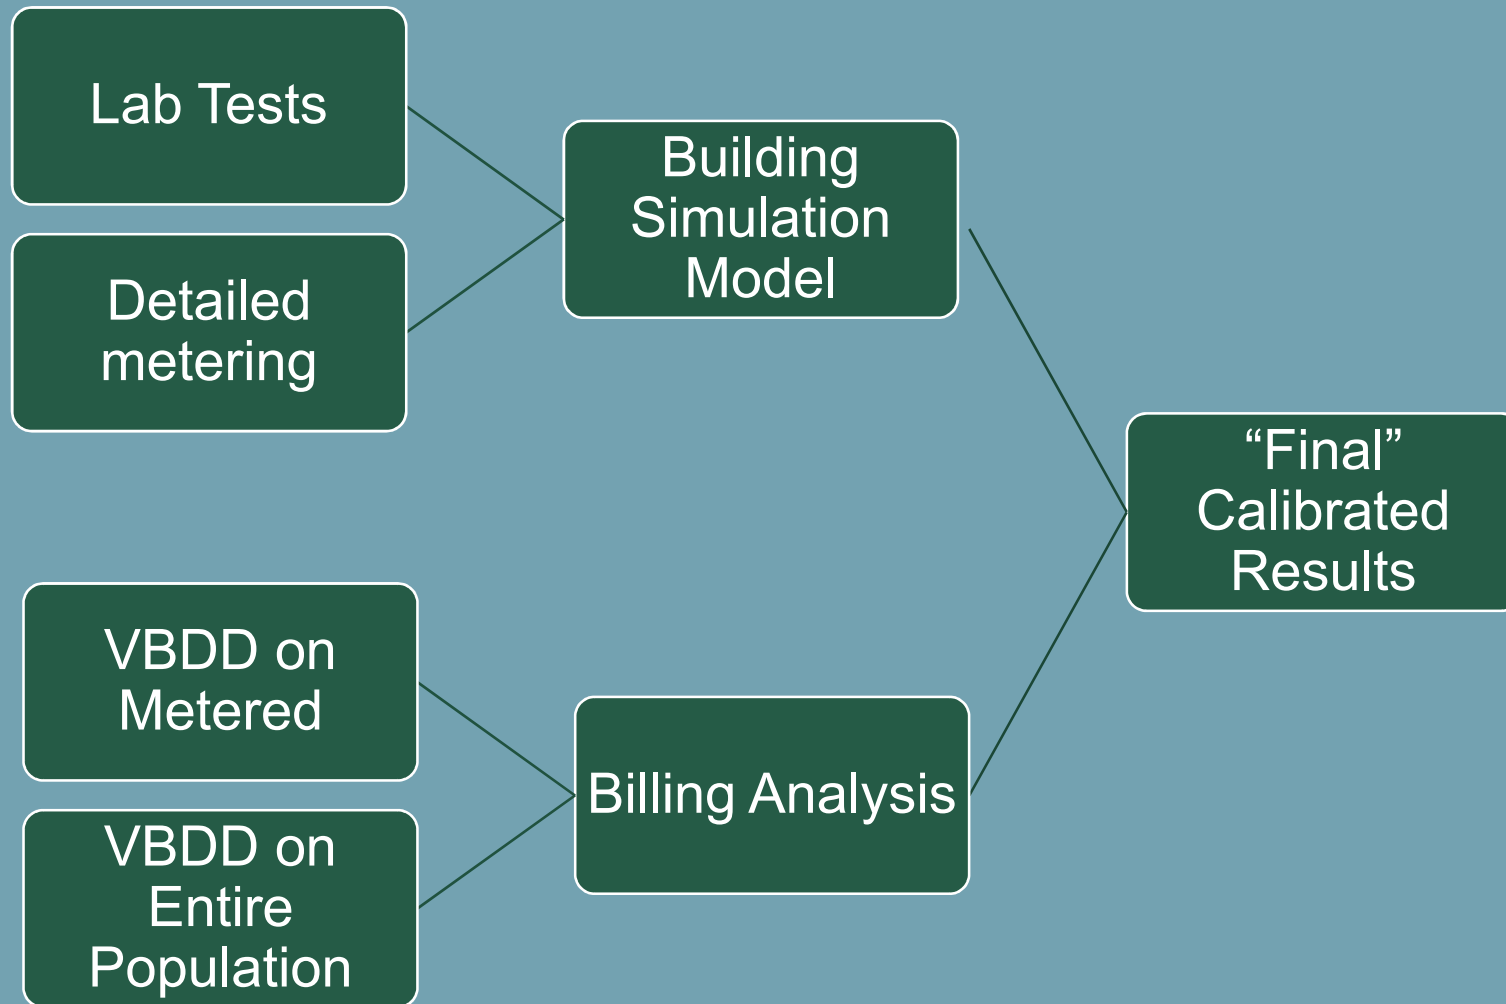 Lab Tests
Detailed
metering
Building
Simulation
Model
VBDD on
Metered
VBDD on
Entire
Population
Billing Analysis
“Final”
Calibrated
Results